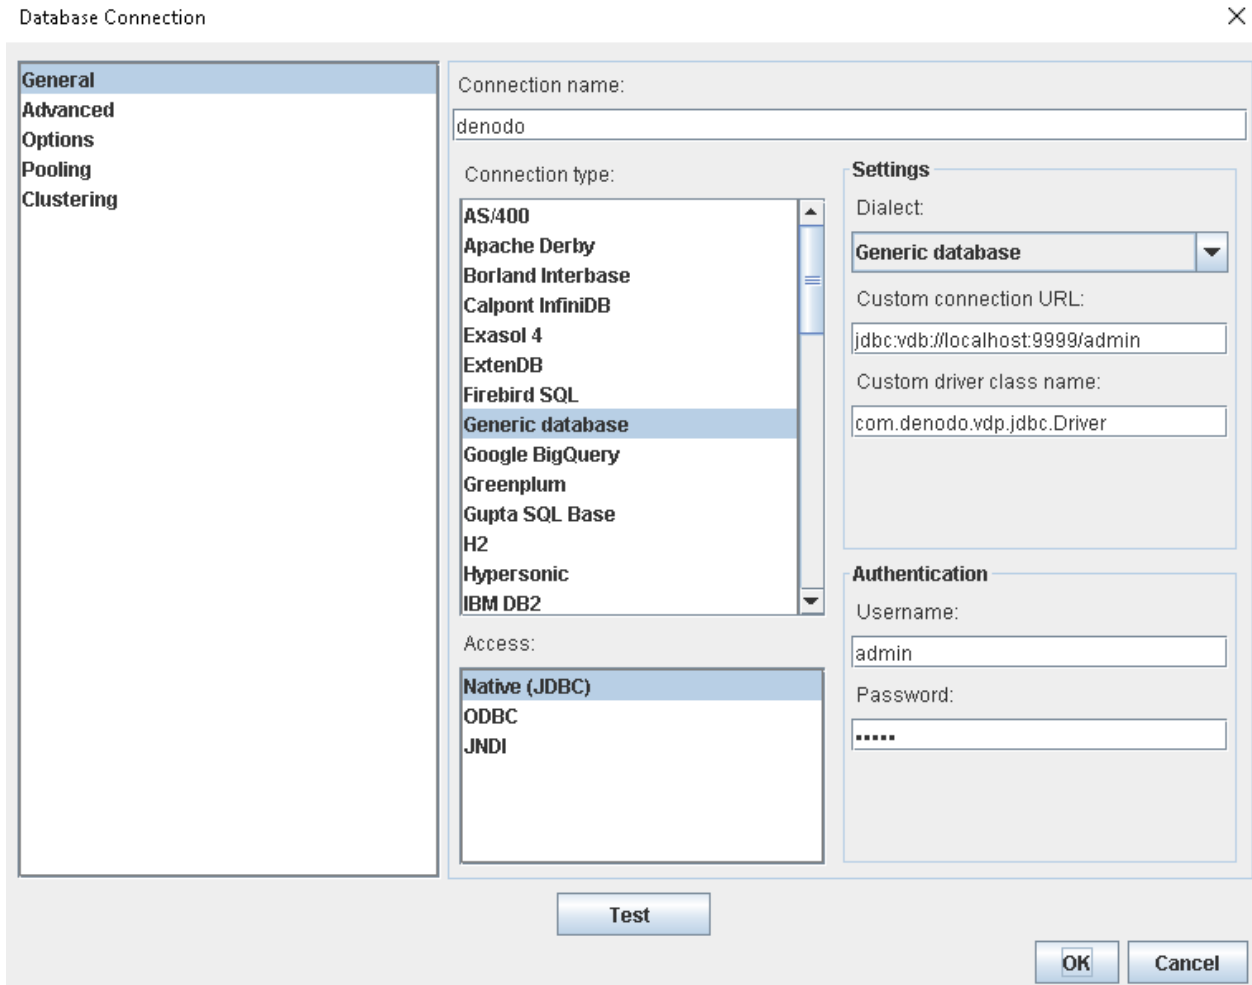 Database Connection
General
Advanced
Options
Pooling
Clustering
Connection name:
denodo
Connection type:
AS/400
Apache Derby
Borland Interbase
Calpont InfiniDB
Exasol 4
ExtenDB
Firebird SQL
Generic database
Google BigQuery
Greenplum
Gupta SQL Base
H2
Hypersonic
IBM DB2
Access:
Native (JDBC)
ODBC
JNDI
Settings
Dialect:
Generic database
Custom connection URL:
jdbc:vdb://localhost:9999/admin
Custom driver class name:
com.denodo.vdp.jdbc.Driver
Authentication
Username:
admin
Password:
•••••
Test
OK
Cancel